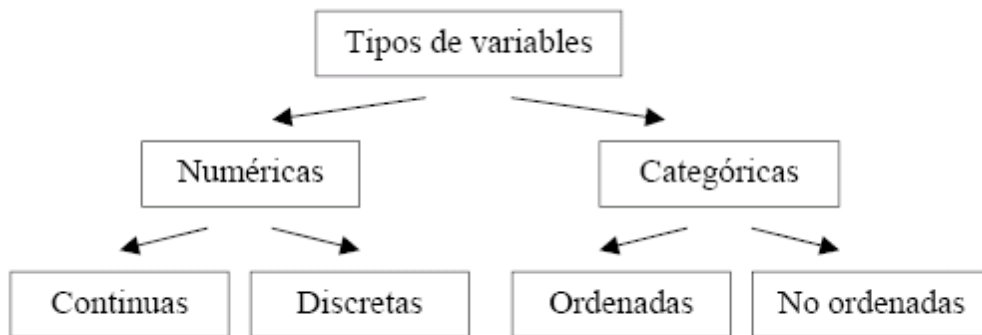 Tipos de variables
Numéricas
Categóricas
Continuas
Discretas
Ordenadas
No ordenadas